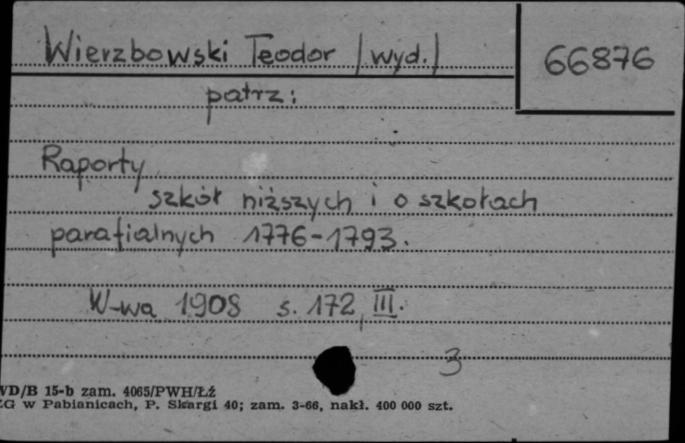 Wierzbowski Teodor /wyd./
66876
patrz:
Raporty
szkół niższych i o szkołach
parafialnych 1776-1793.
W-wa 1908 s. 172, III.
3
VD/B 15-b zam. 4065/PWH/Łź
ZG w Pabianicach, P. Skargi 40; zam. 3-66, nakł. 400 000 szt.